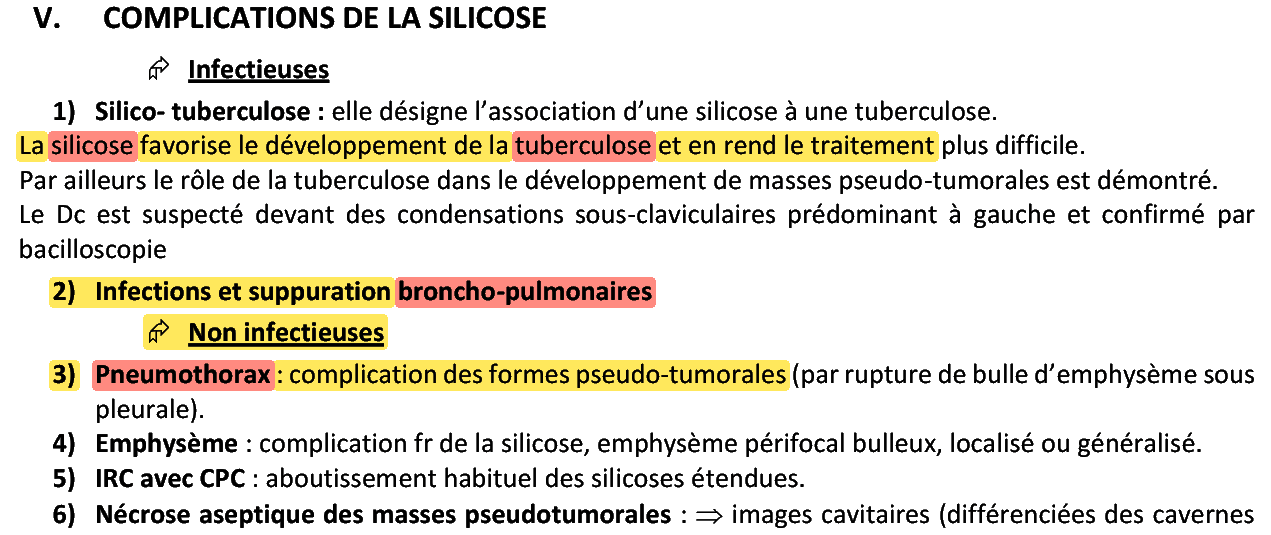 V. COMPLICATIONS DE LA SILICOSE
Infectieuses
1) Silico- tuberculose : elle désigne l’association d’une silicose à une tuberculose.
La silicose favorise le développement de la tuberculose et en rend le traitement plus difficile.
Par ailleurs le rôle de la tuberculose dans le développement de masses pseudo-tumorales est démontré.
Le Dc est suspecté devant des condensations sous-claviculaires prédominant à gauche et confirmé par
bacilloscopie
2) Infections et suppuration broncho-pulmonaires
Non infectieuses
3) Pneumothorax : complication des formes pseudo-tumorales (par rupture de bulle d’emphysème sous
pleurale).
4) Emphysème : complication fr de la silicose, emphysème périfocal bulleux, localisé ou généralisé.
5) IRC avec CPC : aboutissement habituel des silicoses étendues.
6) Nécrose aseptique des masses pseudotumorales : ⇒ images cavitaires (différenciées des cavernes